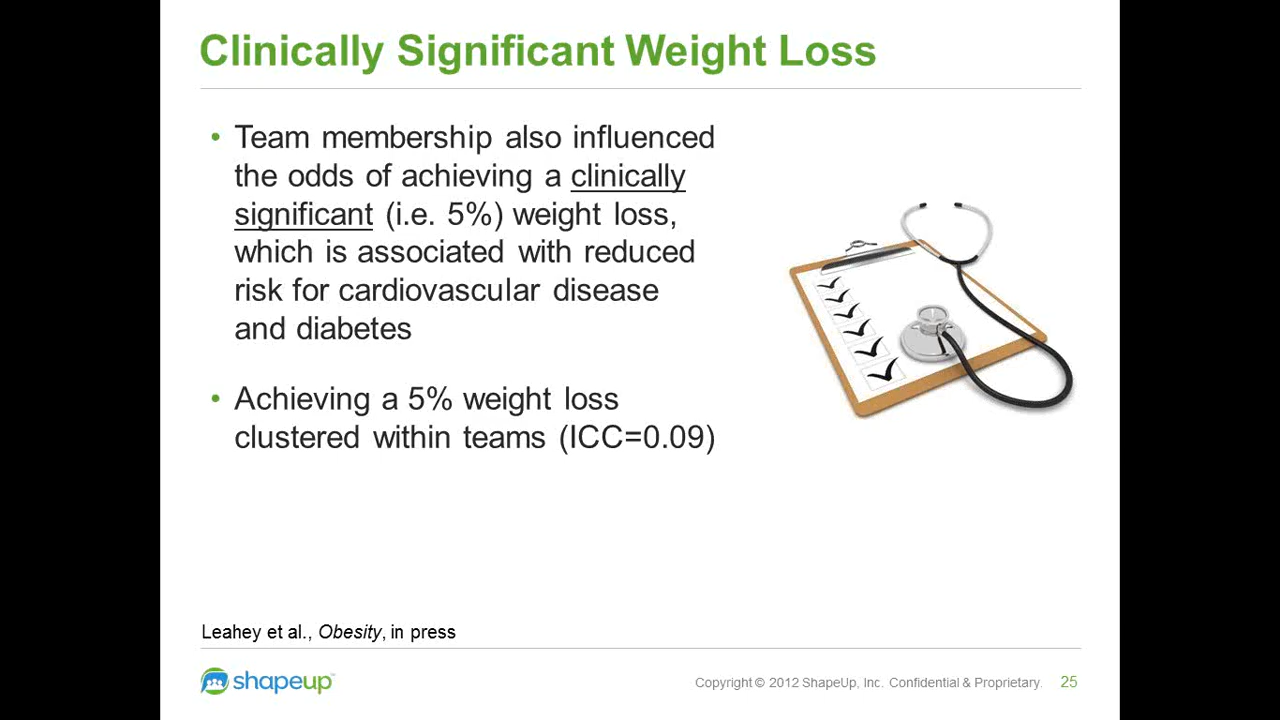 Clinically Significant Weight Loss
• Team membership also influenced
the odds of achieving a clinically
significant (i.e. 5%) weight loss,
which is associated with reduced
risk for cardiovascular disease
and diabetes
• Achieving a 5% weight loss
clustered within teams (ICC=0.09)
Leahey et al., Obesity, in press
shapeup™
Copyright © 2012 ShapeUp, Inc. Confidential & Proprietary. 25